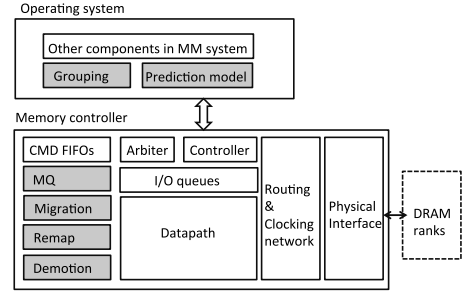 Operating system
Other components in MM system
Grouping
Prediction model
Memory controller
CMD FIFOs
Arbiter
Controller
MQ
I/O queues
Migration
Remap
Demotion
Datapath
Routing
&
Clocking
network
Physical
Interface
DRAM
ranks